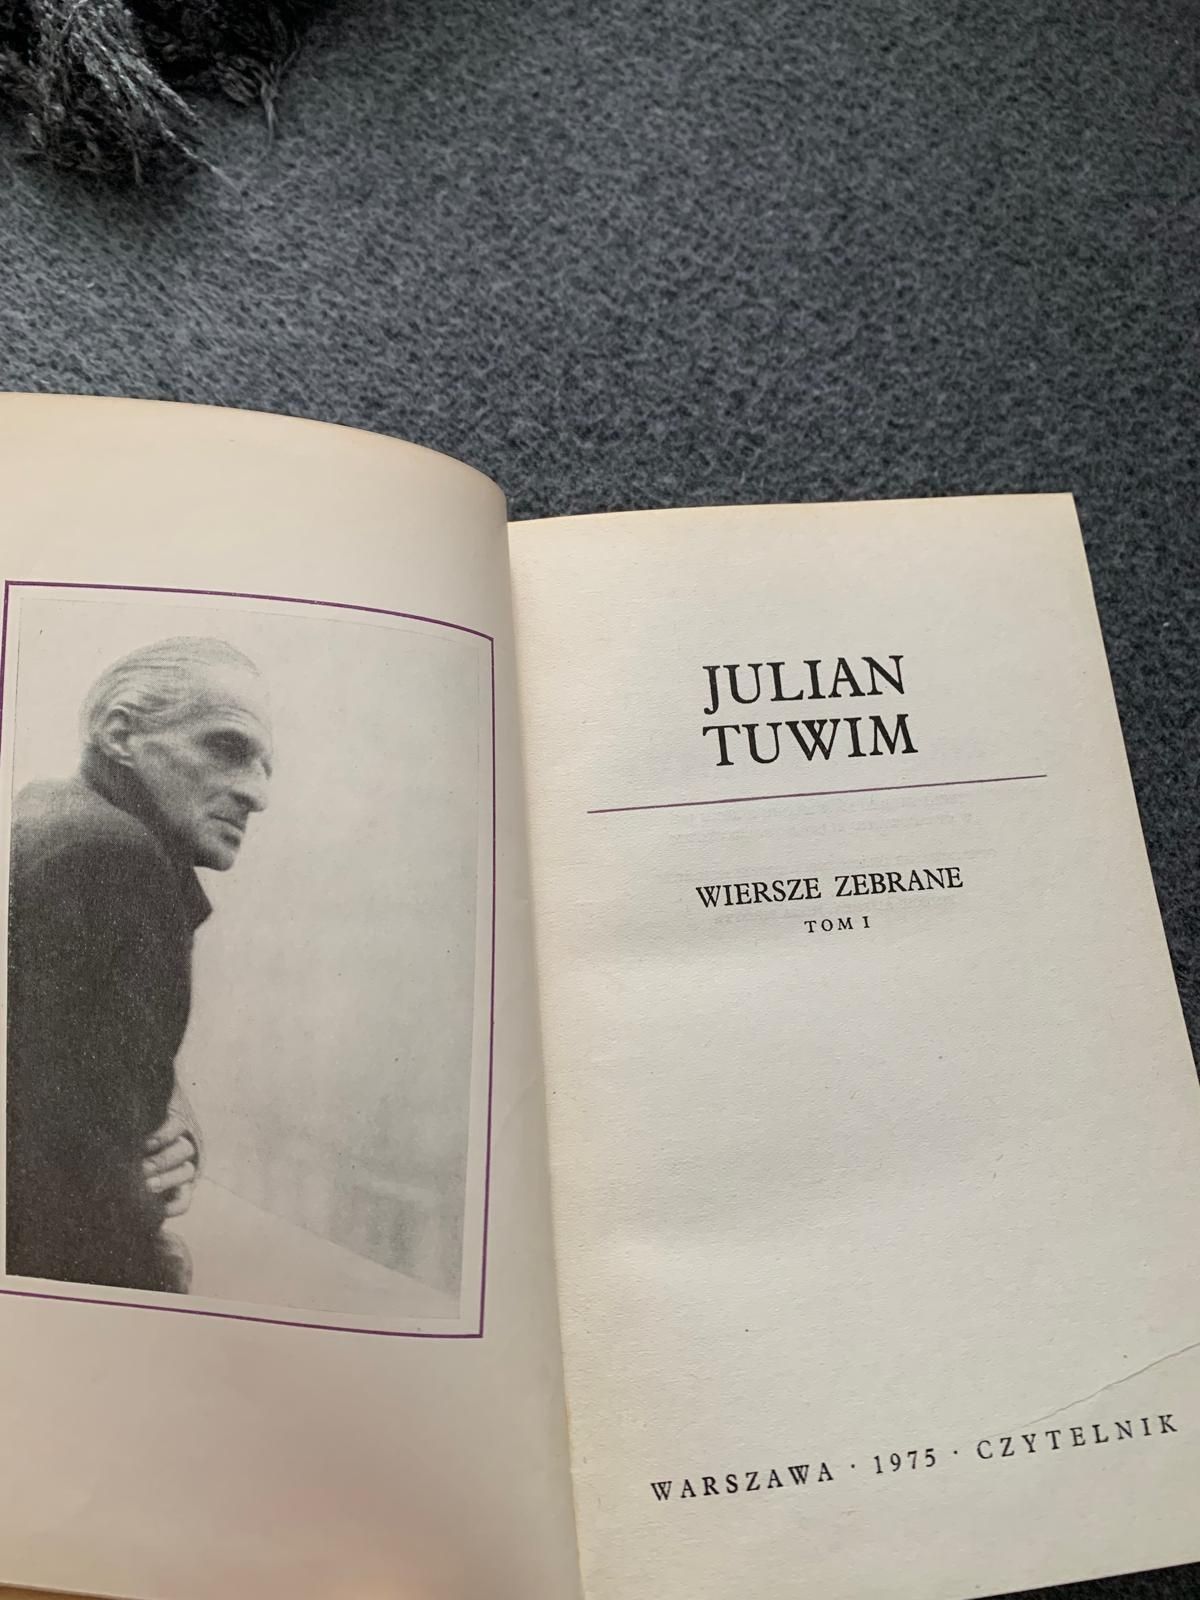 JULIAN
TUWIM
WIERSZE ZEBRANE
TOM I
WARSZAWA · 1975 · CZYTELNIK